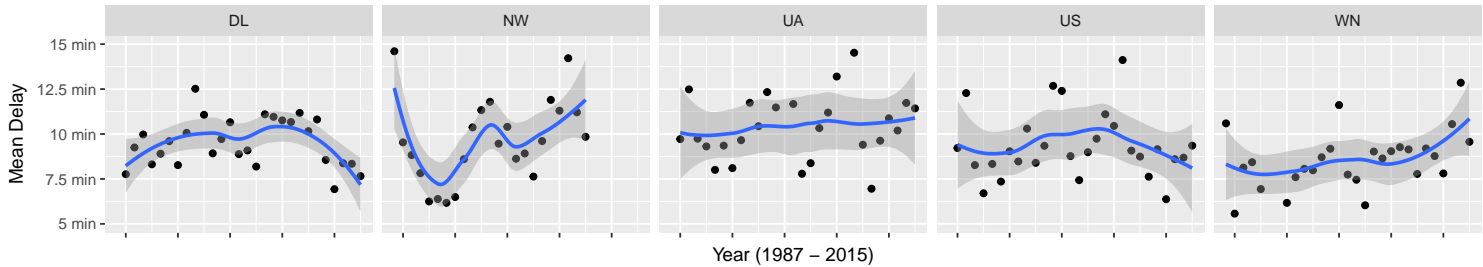 DL NW UA US WN
15 min
12.5 min
10 min
7.5 min
5 min
Mean Delay
Year (1987 − 2015)